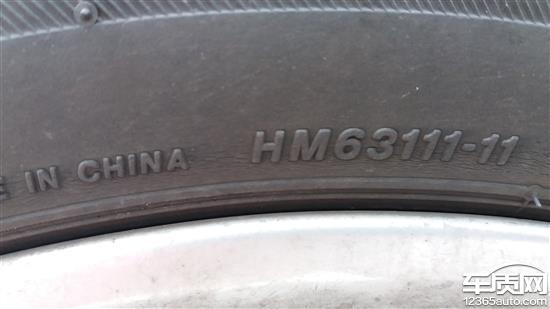 E IN CHINA HM63111-11
车质网
12365auto.com